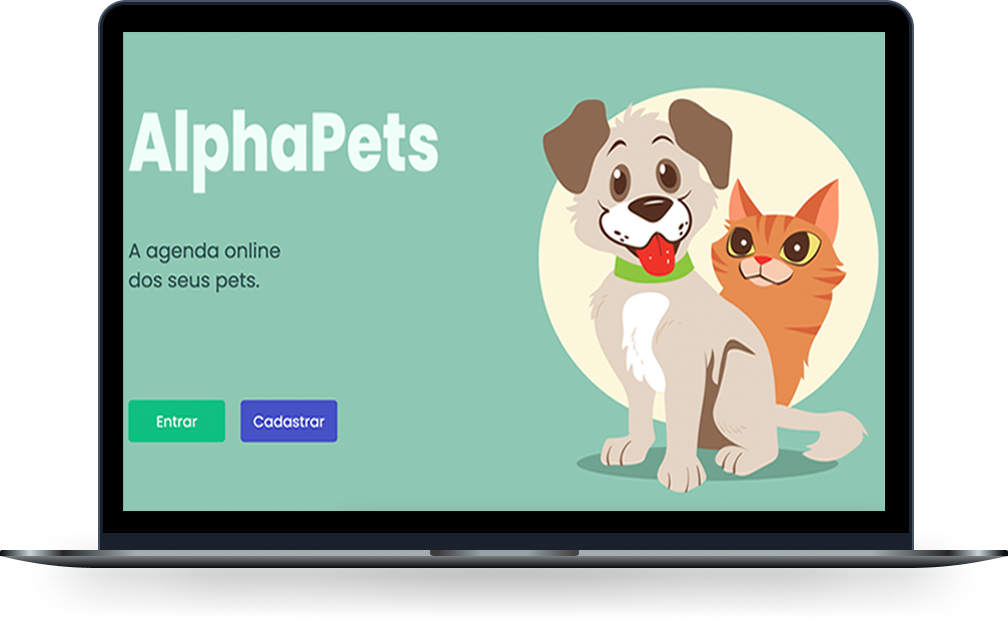 AlphaPets
A agenda online
dos seus pets.
Entrar
Cadastrar